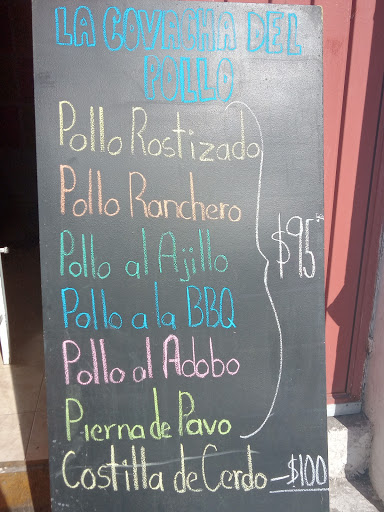 LA COVACHA DEL
POLLO
Pollo Rostizado
Pollo Ranchero
Pollo al Ajillo
$95
Pollo a la BBQ
Pollo al Adobo
Pierna de Pavo
Costilla de Cerdo - $100